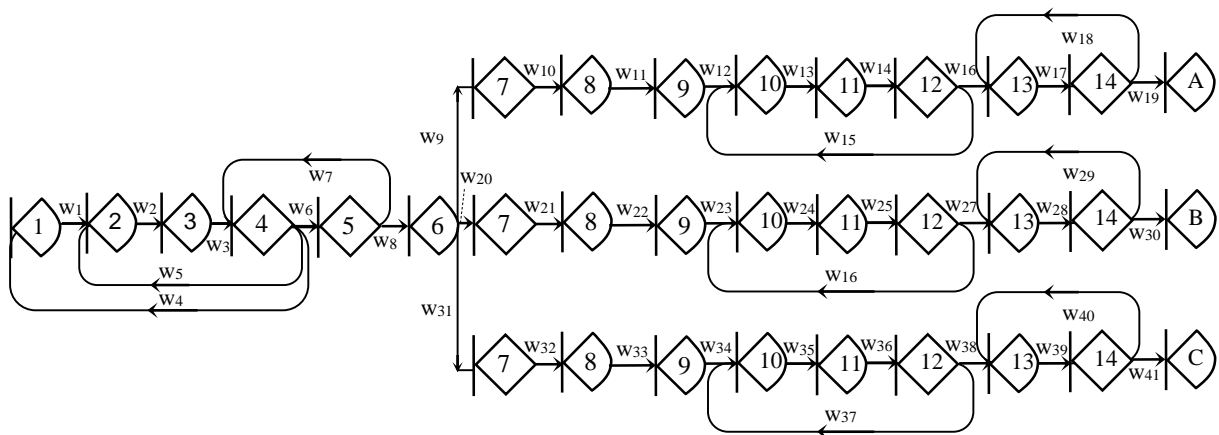 W18
W10 W11 W12 W13 W14 W16 W17
7 8 9 10 11 12 13 14 A
W19
W15
W9
W20
W7 W29
W1 W2 W6 W21 W22 W23 W24 W25 W27 W28
1 2 3 4 5 6 7 8 9 10 11 12 13 14 B
W3 W8 W30
W5 W16
W4
W31
W40
W32 W33 W34 W35 W36 W38 W39
7 8 9 10 11 12 13 14 C
W41
W37